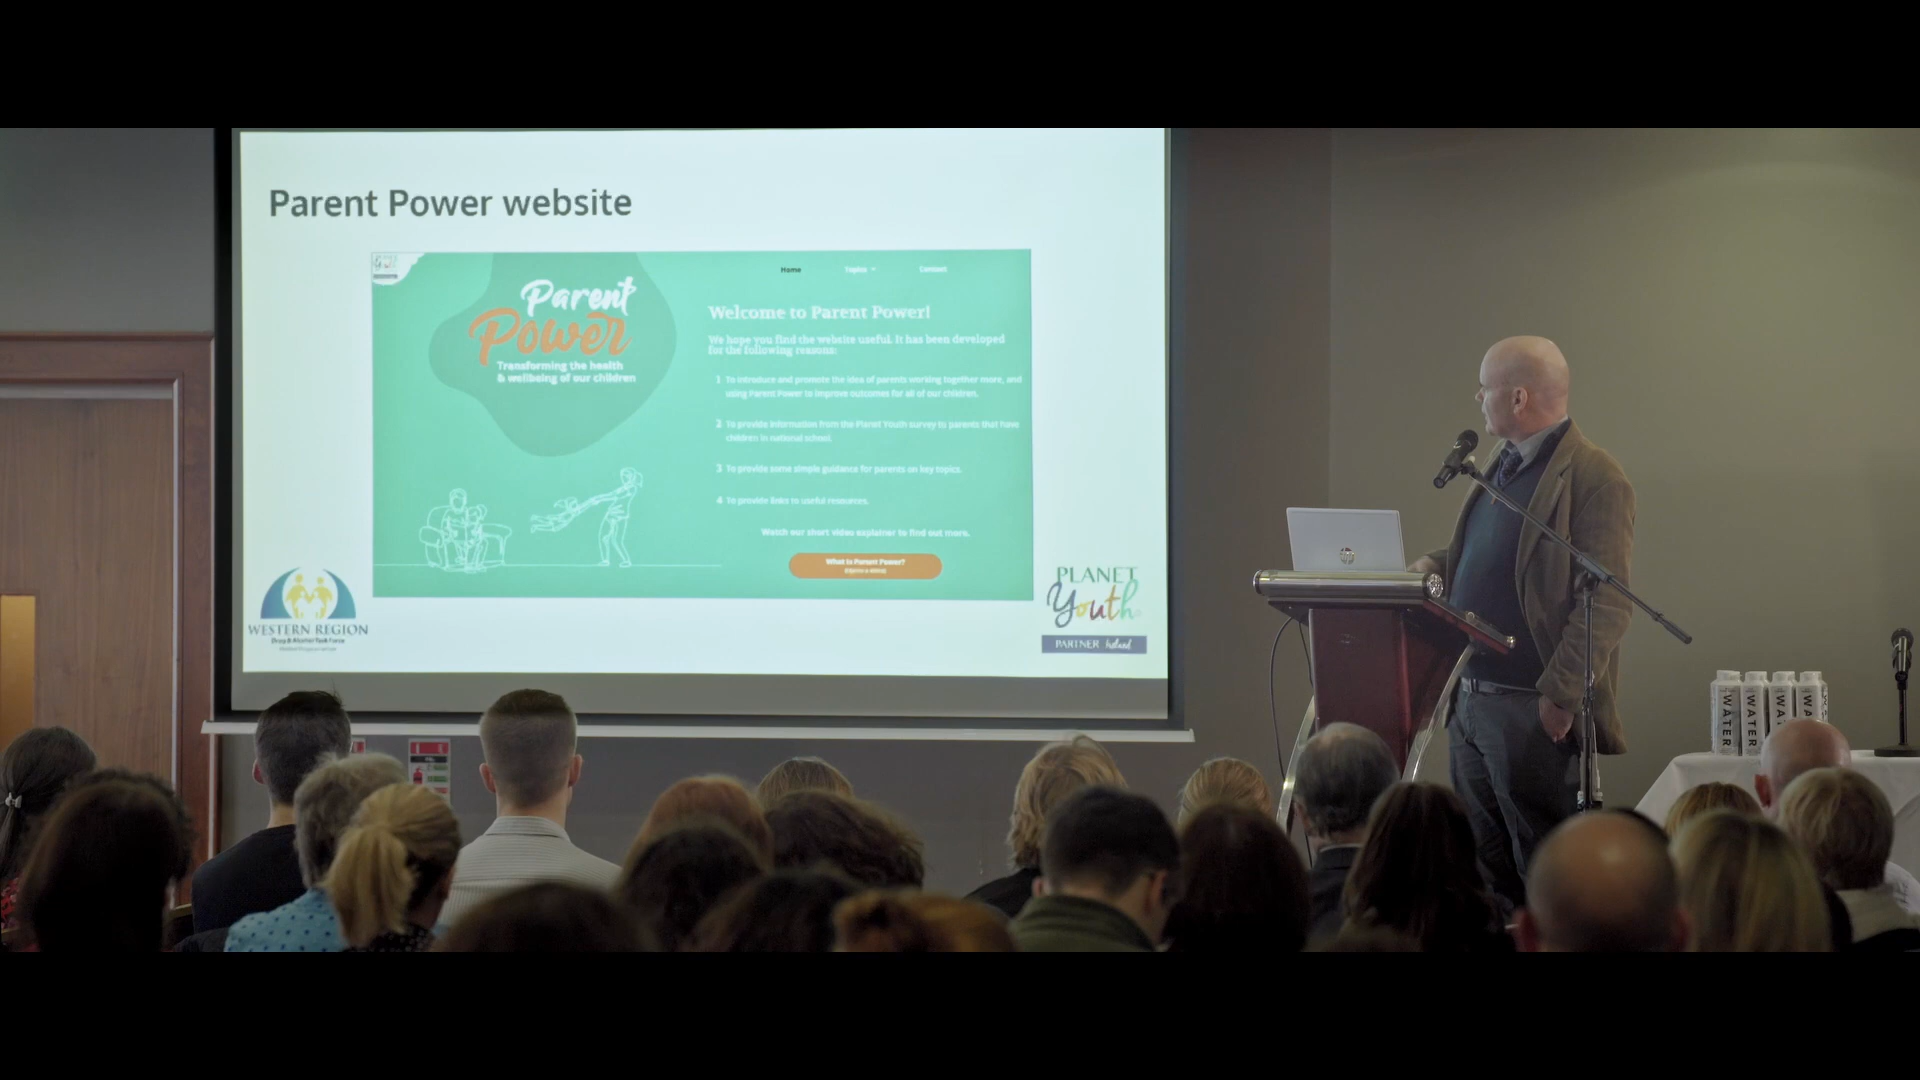 Parent Power website
Home
Topics
Contact
Parent
Power
Transforming the health
& wellbeing of our children
Welcome to Parent Power!
We hope you find the website useful. It has been developed
for the following reasons:
1 To introduce and promote the idea of parents working together more, and
using Parent Power to improve outcomes for all of our children.
2 To provide information from the Planet Youth survey to parents that have
children in national school.
3 To provide some simple guidance for parents on key topics.
4 To provide links to useful resources.
Watch our short video explainer to find out more.
What is Parent Power?
WESTERN REGION
Drug & Alcohol Task Force
PLANET
Youth
PARTNER Ireland
hp
WATER
WATER
WAT
WA